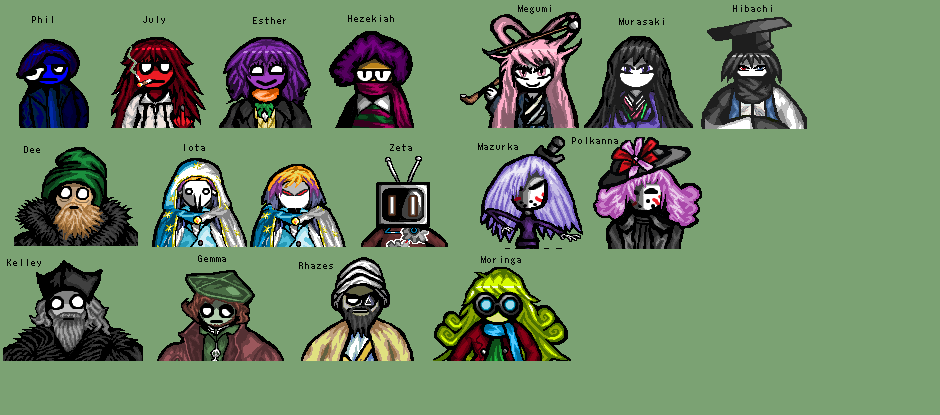 Phil
July
Esther
Hezekiah
Megumi
Murasaki
Hibachi
Dee
Iota
Zeta
Mazurka
Polkanna
Kelley
Gemma
Rhazes
Moringa